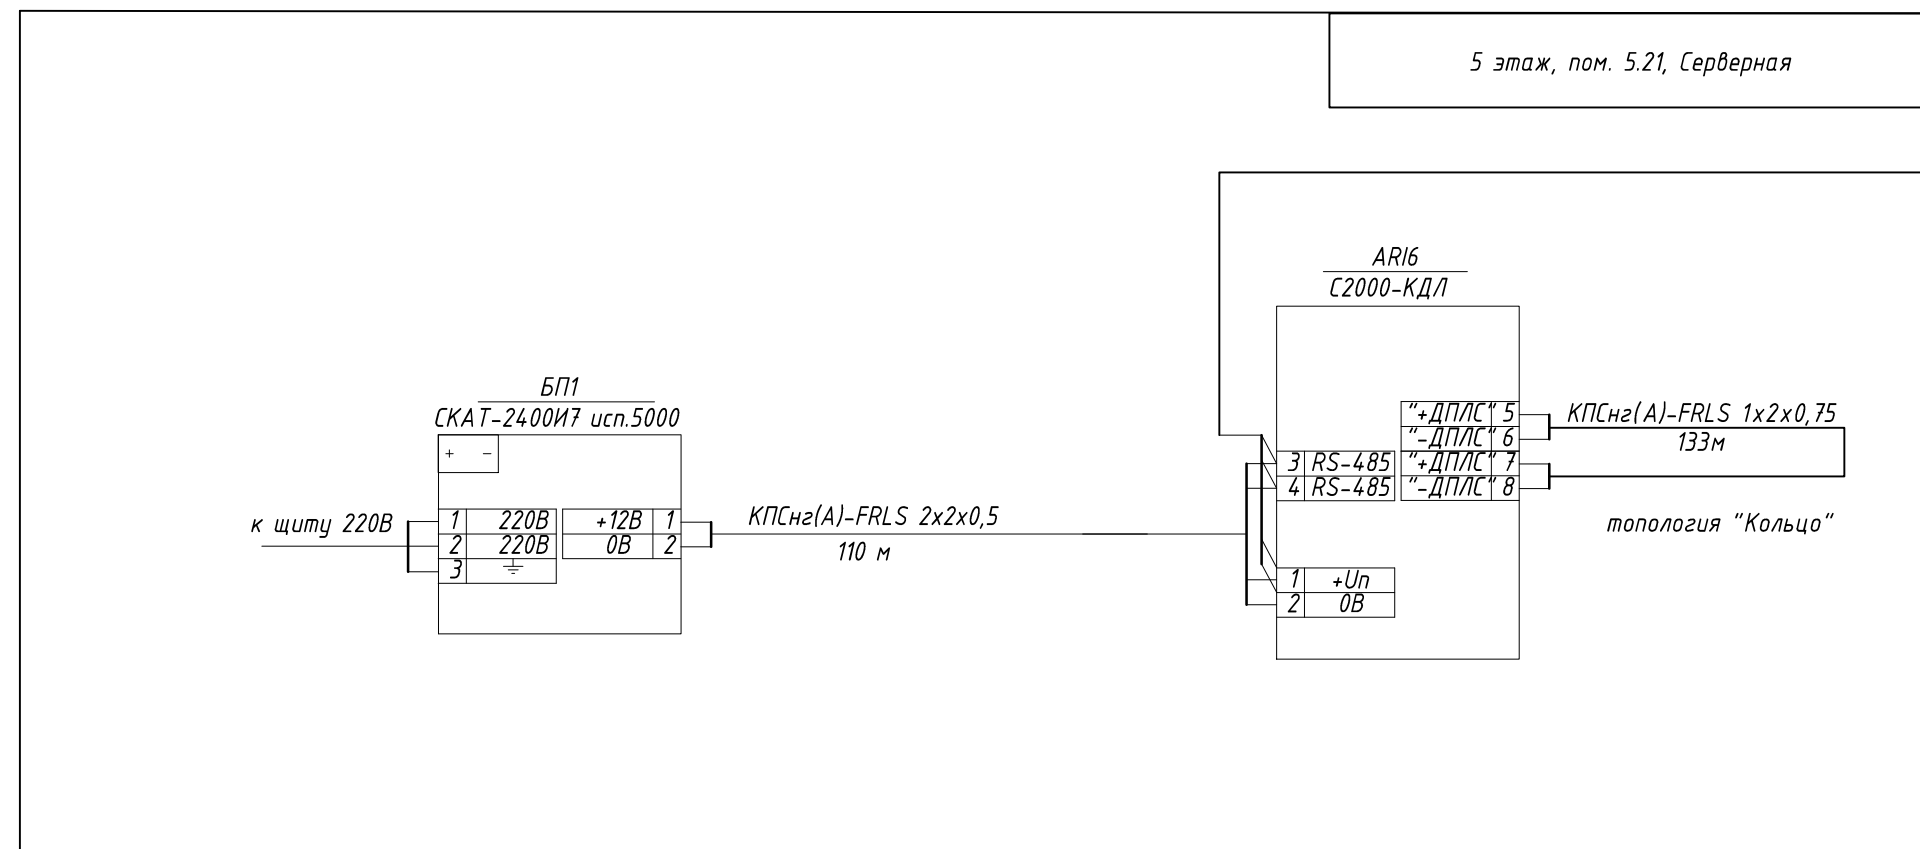 5 этаж, пом. 5.21, Серверная
ARI6
С2000-КДЛ
БП1
СКАТ-2400И7 исп.5000
+ -
к щиту 220В
1 220В
2 220В
3
+12В 1
0В 2
КПСнг(А)-FRLS 2х2х0,5
110 м
"+ДПЛС" 5
"-ДПЛС" 6
3 RS-485
"+ДПЛС" 7
4 RS-485
"-ДПЛС" 8
1 +Uп
2 0В
КПСнг(А)-FRLS 1х2х0,75
133м
топология "Кольцо"